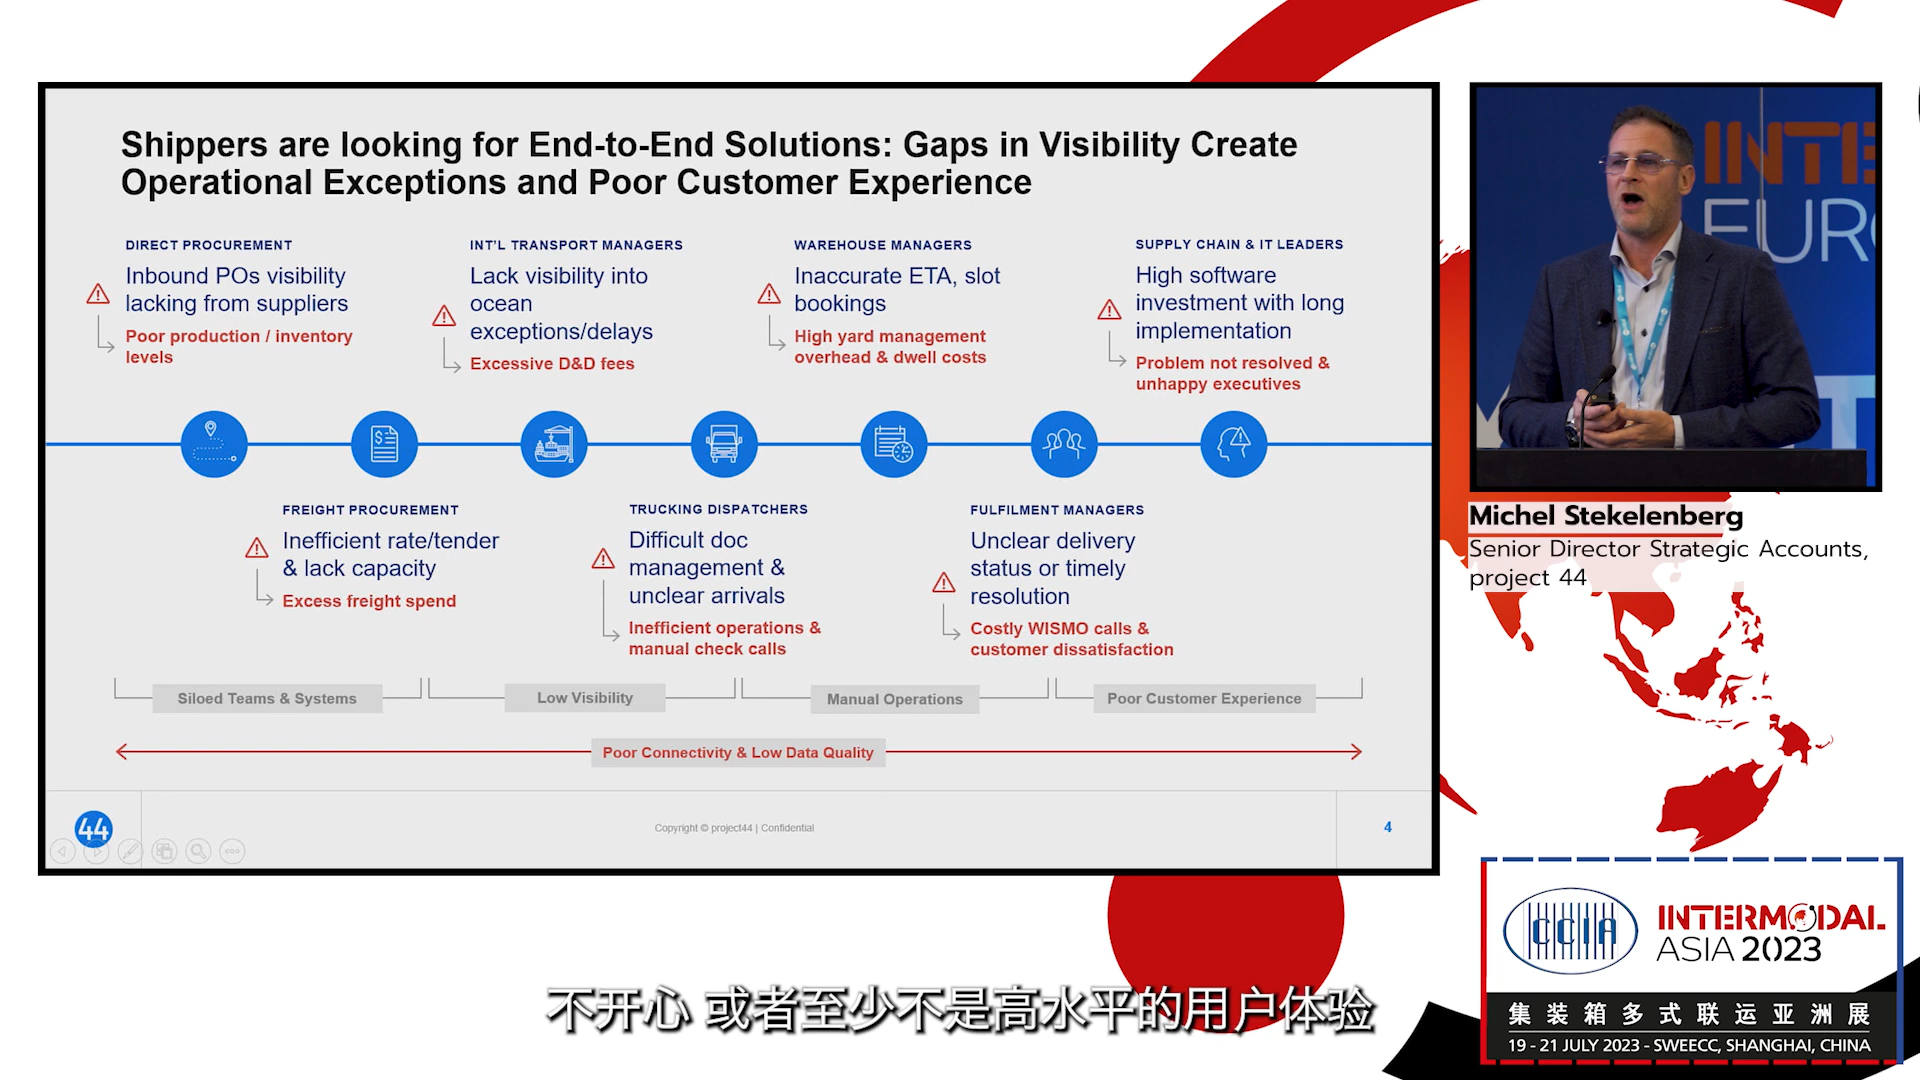 Shippers are looking for End-to-End Solutions: Gaps in Visibility Create
Operational Exceptions and Poor Customer Experience
DIRECT PROCUREMENT
Inbound POs visibility
lacking from suppliers
Poor production / inventory
levels
INT'L TRANSPORT MANAGERS
Lack visibility into
ocean
exceptions/delays
Excessive D&D fees
WAREHOUSE MANAGERS
Inaccurate ETA, slot
bookings
High yard management
overhead & dwell costs
SUPPLY CHAIN & IT LEADERS
High software
investment with long
implementation
Problem not resolved &
unhappy executives
FREIGHT PROCUREMENT
Inefficient rate/tender
& lack capacity
Excess freight spend
TRUCKING DISPATCHERS
Difficult doc
management &
unclear arrivals
Inefficient operations &
manual check calls
FULFILMENT MANAGERS
Unclear delivery
status or timely
resolution
Costly WISMO calls &
customer dissatisfaction
Siloed Teams & Systems
Low Visibility
Manual Operations
Poor Customer Experience
Poor Connectivity & Low Data Quality
44
Copyright © project44 | Confidential
4
INTE
EUR
Michel Stekelenberg
Senior Director Strategic Accounts,
project 44
CCIA
INTERMODAL
ASIA 2023
集装箱多式联运亚洲展
19 - 21 JULY 2023 - SWEECC, SHANGHAI, CHINA
不开心 或者至少不是高水平的用户体验